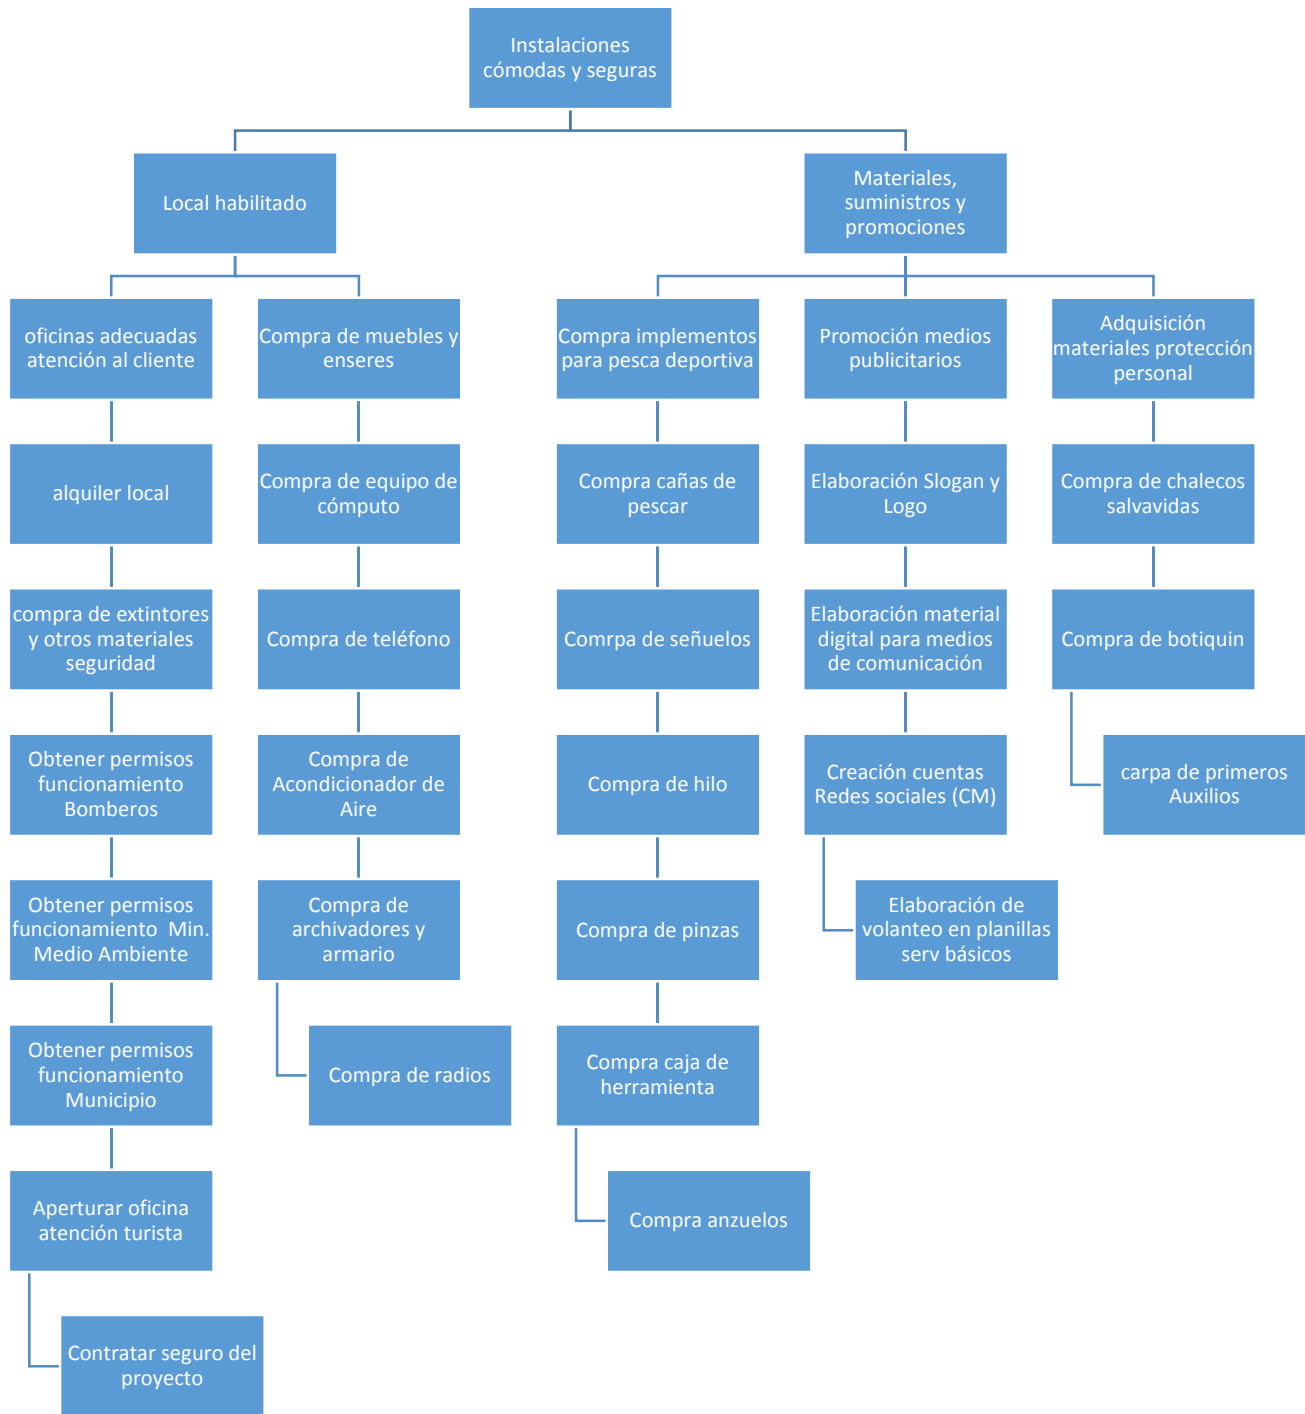 Instalaciones
cómodas y seguras
Local habilitado
Materiales,
suministros y
promociones
oficinas adecuadas
atención al cliente
Compra de muebles y
enseres
Compra implementos
para pesca deportiva
Promoción medios
publicitarios
Adquisición
materiales protección
personal
alquiler local
Compra de equipo de
cómputo
Compra cañas de
pescar
Elaboración Slogan y
Logo
Compra de chalecos
salvavidas
compra de extintores
y otros materiales
seguridad
Compra de teléfono
Comrpa de señuelos
Elaboración material
digital para medios
de comunicación
Compra de botiquin
Obtener permisos
funcionamiento
Bomberos
Compra de
Acondicionador de
Aire
Compra de hilo
Creación cuentas
Redes sociales (CM)
carpa de primeros
Auxilios
Obtener permisos
funcionamiento  Min.
Medio Ambiente
Compra de
archivadores y
armario
Compra de pinzas
Elaboración de
volanteo en planillas
serv básicos
Obtener permisos
funcionamiento
Municipio
Compra de radios
Compra caja de
herramienta
Aperturar oficina
atención turista
Compra anzuelos
Contratar seguro del
proyecto